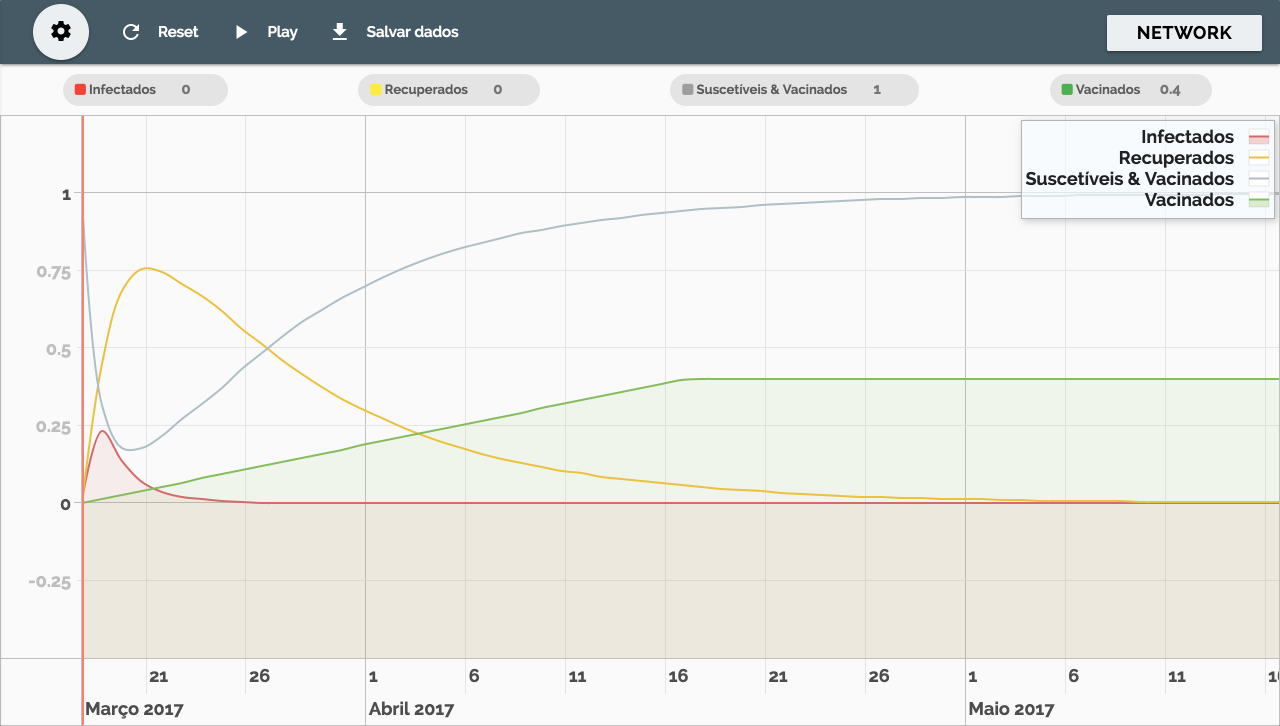 Reset Play Salvar dados NETWORK
Infectados 0 Recuperados 0 Suscetíveis & Vacinados 1 Vacinados 0.4
Infectados
Recuperados
Suscetíveis & Vacinados
Vacinados
1
0.75
0.5
0.25
0
-0.25
21 26 1 6 11 16 21 26 1 6 11
Março 2017 Abril 2017 Maio 2017